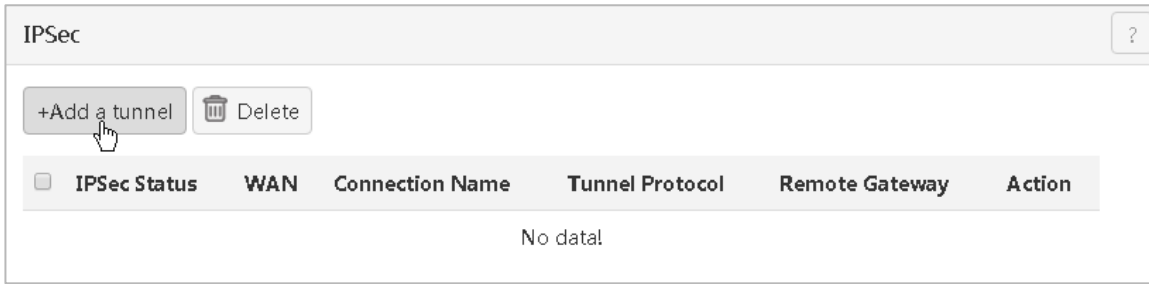 IPSec
?
+Add a tunnel Delete
IPSec Status WAN Connection Name Tunnel Protocol Remote Gateway Action
No data!